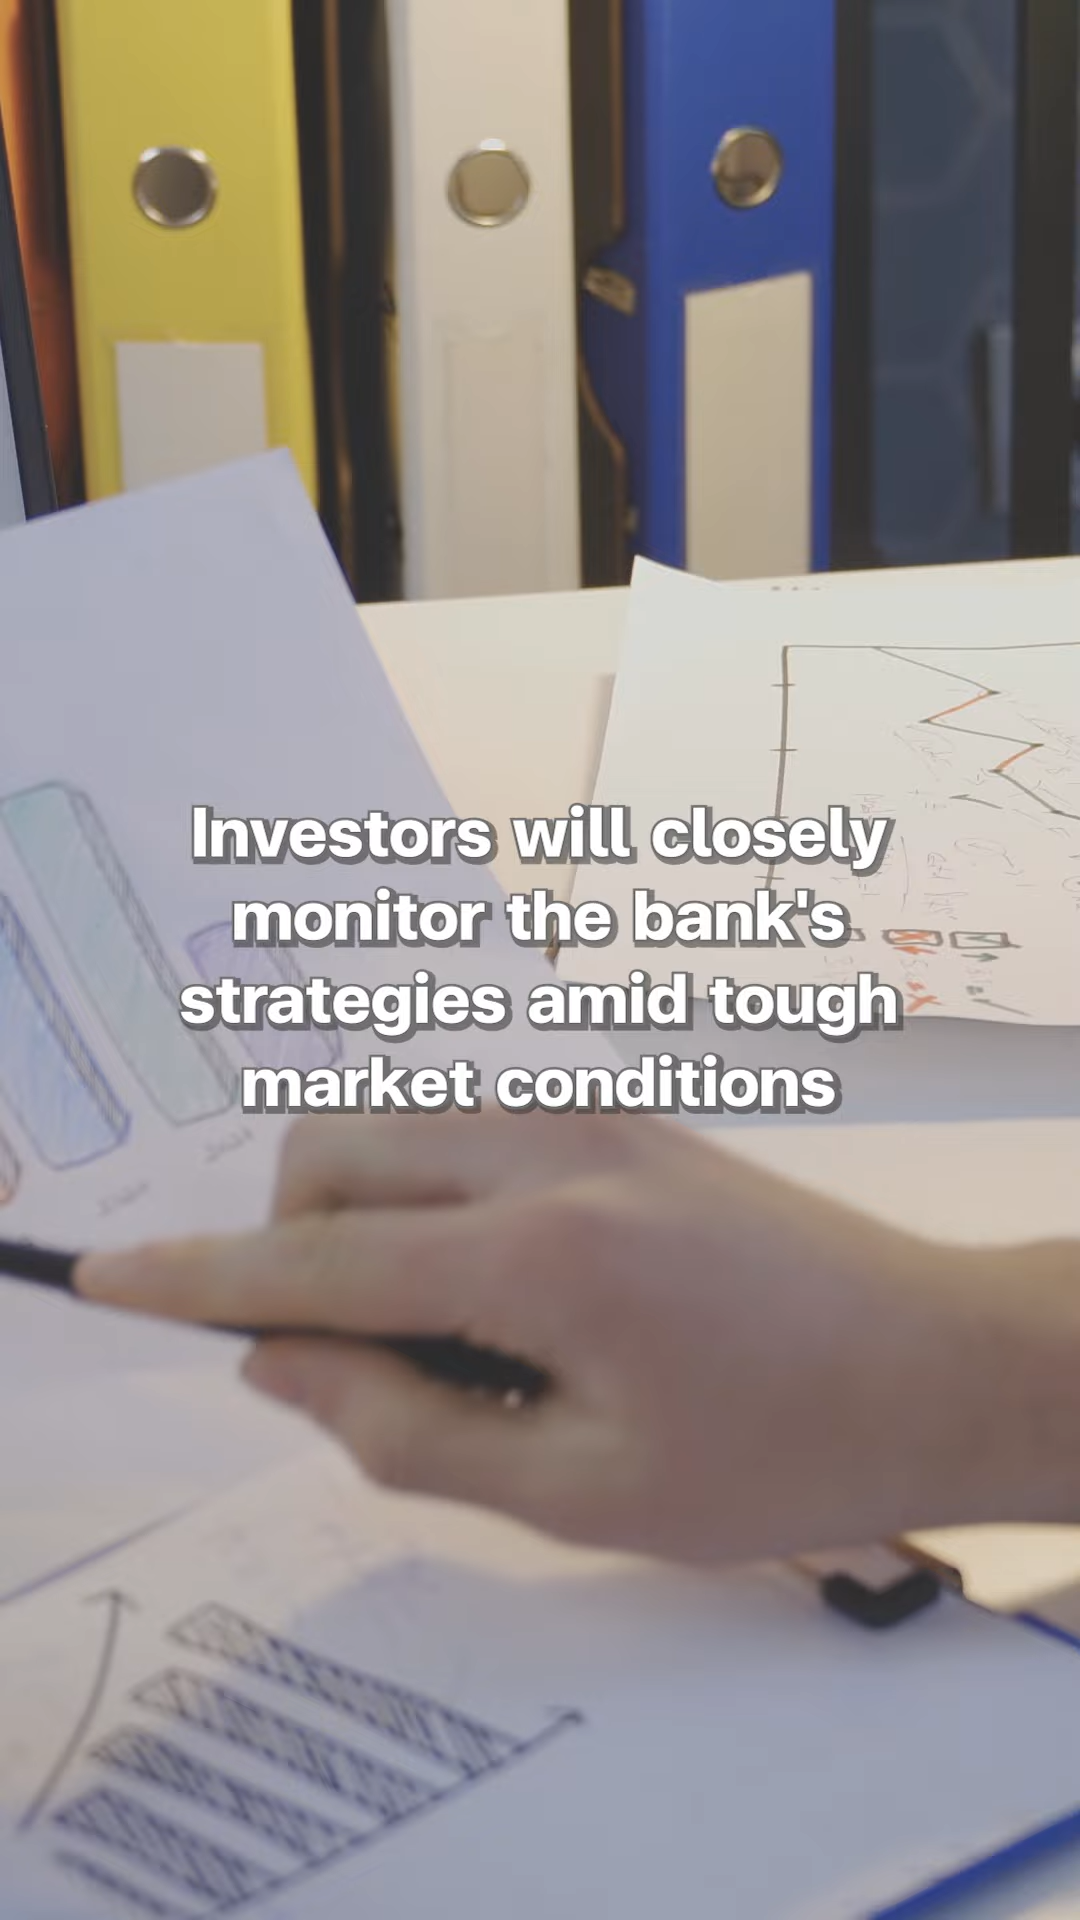 Investors will closely
monitor the bank's
strategies amid tough
market conditions